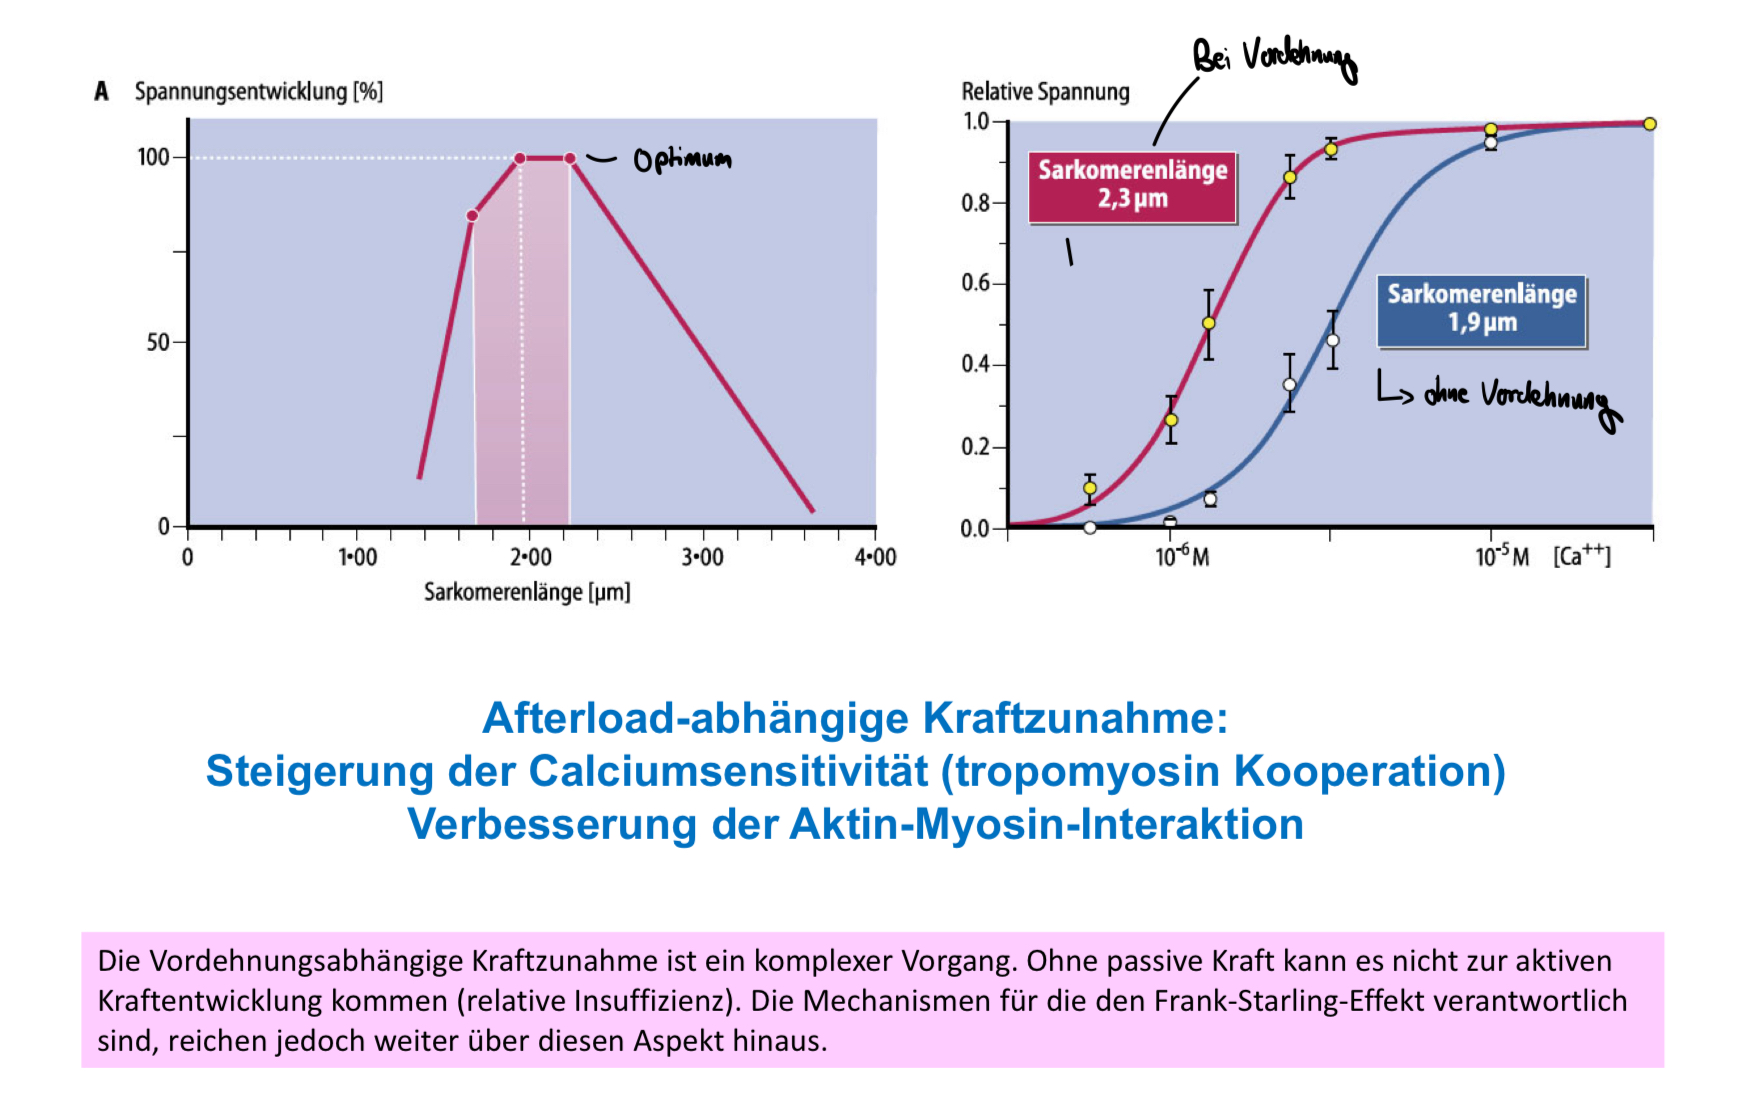 Bei Vordehnung
A Spannungsentwicklung [%]
100
50
0
Optimum
0 1•00 2•00 3•00 4•00
Sarkomerenlänge [µm]
Relative Spannung
1.0
0.8
0.6
0.4
0.2
0.0
Sarkomerenlänge
2,3 µm
Sarkomerenlänge
1,9 µm
ohne Vordehnung
10⁻⁶ M 10⁻⁵ M [Ca⁺⁺]
Afterload-abhängige Kraftzunahme:
Steigerung der Calciumsensitivität (tropomyosin Kooperation)
Verbesserung der Aktin-Myosin-Interaktion
Die Vordehnungsabhängige Kraftzunahme ist ein komplexer Vorgang. Ohne passive Kraft kann es nicht zur aktiven
Kraftentwicklung kommen (relative Insuffizienz). Die Mechanismen für die den Frank-Starling-Effekt verantwortlich
sind, reichen jedoch weiter über diesen Aspekt hinaus.